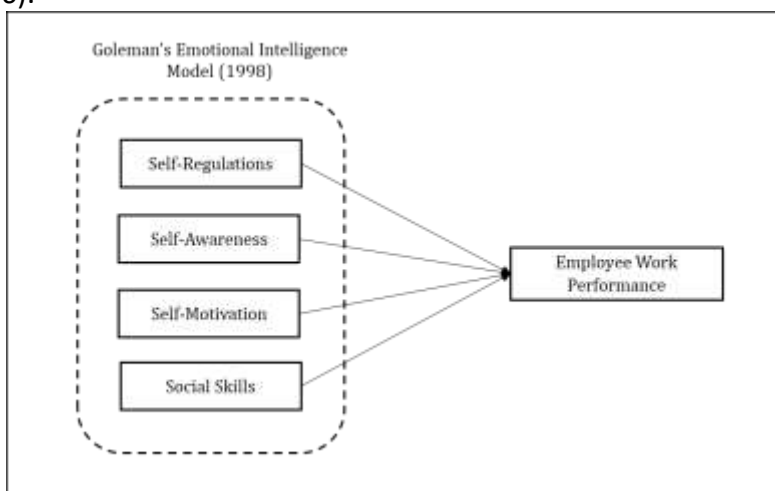 Goleman's Emotional Intelligence
Model (1998)
Self-Regulations
Self-Awareness
Self-Motivation
Social Skills
Employee Work
Performance